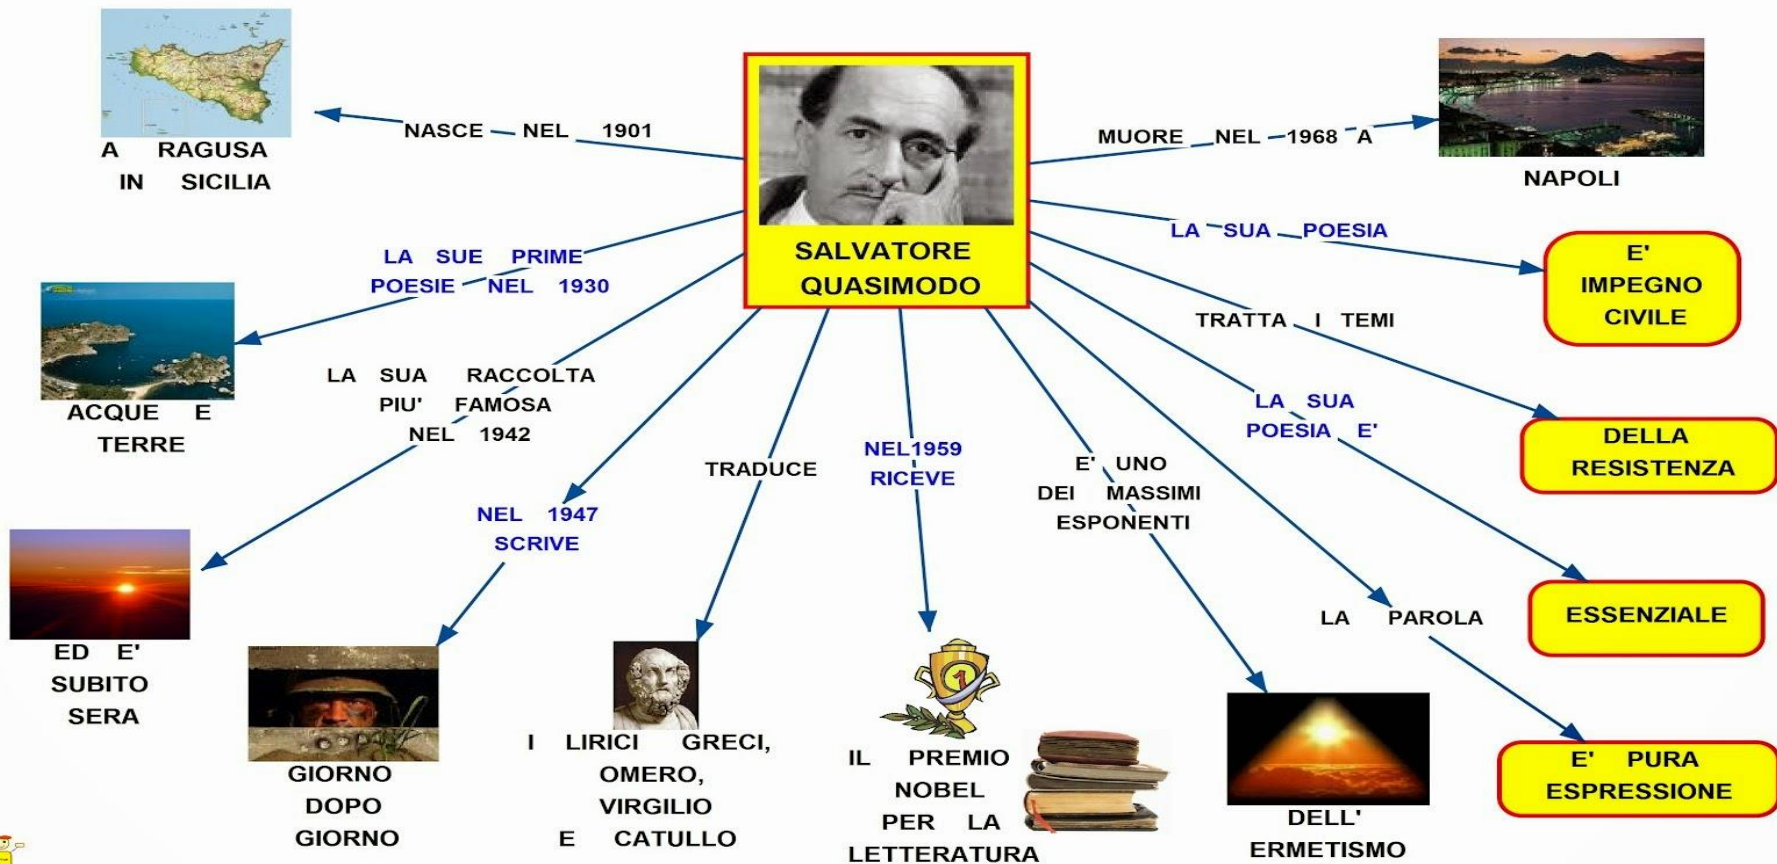 SALVATORE
QUASIMODO
NASCE NEL 1901
A RAGUSA
IN SICILIA
MUORE NEL 1968 A
NAPOLI
LA SUE PRIME
POESIE NEL 1930
ACQUE E
TERRE
LA SUA RACCOLTA
PIU' FAMOSA
NEL 1942
ED E'
SUBITO
SERA
NEL 1947
SCRIVE
GIORNO
DOPO
GIORNO
TRADUCE
I LIRICI GRECI,
OMERO,
VIRGILIO
E CATULLO
NEL1959
RICEVE
IL PREMIO
NOBEL
PER LA
LETTERATURA
E' UNO
DEI MASSIMI
ESPONENTI
DELL'
ERMETISMO
LA PAROLA
E' PURA
ESPRESSIONE
LA SUA
POESIA E'
ESSENZIALE
TRATTA I TEMI
DELLA
RESISTENZA
LA SUA POESIA
E'
IMPEGNO
CIVILE